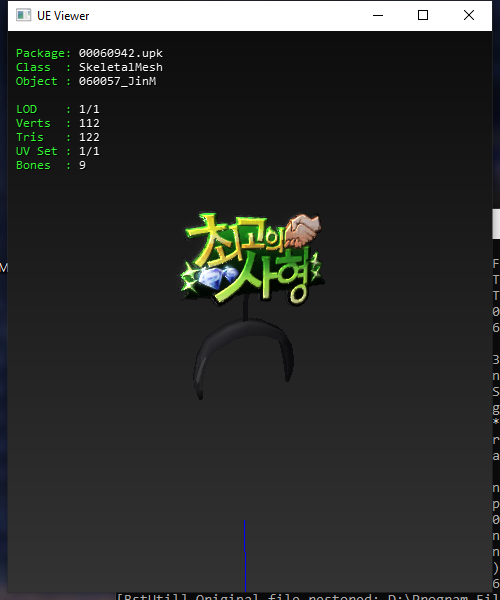 UE Viewer
Package: 00060942.upk
Class : SkeletalMesh
Object : 060057_JinM
LOD : 1/1
Verts : 112
Tris : 122
UV Set : 1/1
Bones : 9
최고의
사형
M
F
T
T
0
6
3
n
S
g
*
r
a
n
p
0
n
n
)
6
[BstUtil] Original file restored: D:\Program Fil